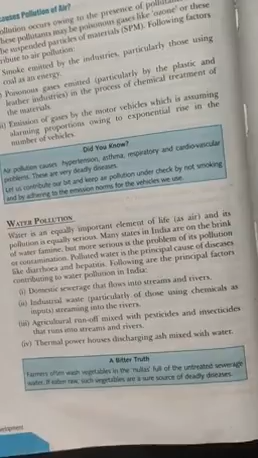 causes Pollution of Air?
ollution occurs owing to the presence of
hese pollutants may be poisonous gases like 'ozone' or these
he suspended particles of materials (SPM). Following factors
ribute to air pollution:
Smoke emitted by the industries, particularly those using
coal as an energy.
Poisonous gases emitted (particularly by the plastic and
leather industries) in the process of chemical treatment of
the materials.
Emission of gases by the motor vehicles which is assuming
alarming proportions owing to exponential rise in the
number of vehicles.
Did You Know?
Air pollution causes hypertension, asthma, respiratory and cardio-vascular
problems. These are very deadly diseases.
Let us contribute our bit and keep air pollution under check by not smoking
and by adhering to the emission norms for the vehicles we use.
WATER POLLUTION
Water is an equally important element of life (as air) and its
pollution is equally serious. Many states in India are on the brink
of water famine, but more serious is the problem of its pollution
or contamination. Polluted water is the principal cause of diseases
like diarrhoea and hepatitis. Following are the principal factors
contributing to water pollution in India:
(i) Domestic sewerage that flows into streams and rivers.
(ii) Industrial waste (particularly of those using chemicals as
inputs) streaming into the rivers.
(iii) Agricultural run-off mixed with pesticides and insecticides
that runs into streams and rivers.
(iv) Thermal power houses discharging ash mixed with water.
A Bitter Truth
Farmers often wash vegetables in the 'nullas' full of the untreated sewerage
water. If eaten raw, such vegetables are a sure source of deadly diseases.